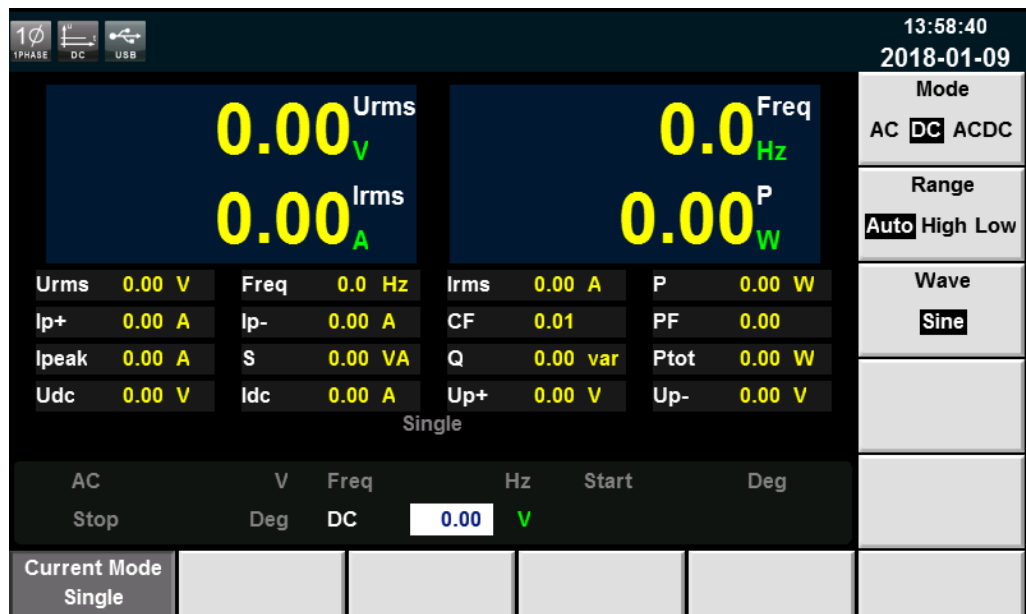 1Ø
1PHASE
u
t
DC
USB
13:58:40
2018-01-09
0.00 Urms V
0.0 Freq Hz
0.00 Irms A
0.00 P W
Urms 0.00 V Freq 0.0 Hz Irms 0.00 A P 0.00 W
Ip+ 0.00 A Ip- 0.00 A CF 0.01 PF 0.00
Ipeak 0.00 A S 0.00 VA Q 0.00 var Ptot 0.00 W
Udc 0.00 V Idc 0.00 A Up+ 0.00 V Up- 0.00 V
Single
AC V Freq Hz Start Deg
Stop Deg DC 0.00 V
Mode
AC DC ACDC
Range
Auto High Low
Wave
Sine
Current Mode
Single